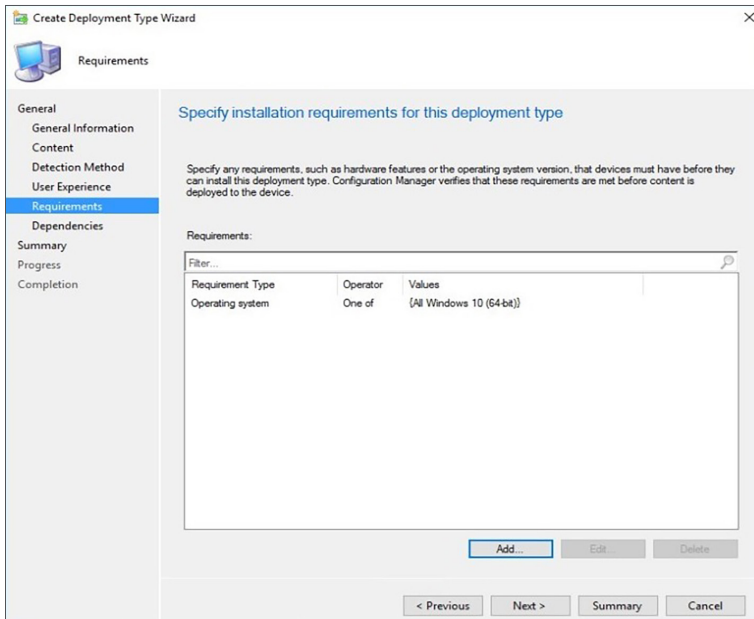 Create Deployment Type Wizard
Requirements
General
General Information
Content
Detection Method
User Experience
Requirements
Dependencies
Summary
Progress
Completion
Specify installation requirements for this deployment type
Specify any requirements, such as hardware features or the operating system version, that devices must have before they
can install this deployment type. Configuration Manager verifies that these requirements are met before content is
deployed to the device.
Requirements:
Filter...
Requirement Type Operator Values
Operating system One of {All Windows 10 (64-bit)}
Add... Edit... Delete
< Previous Next > Summary Cancel